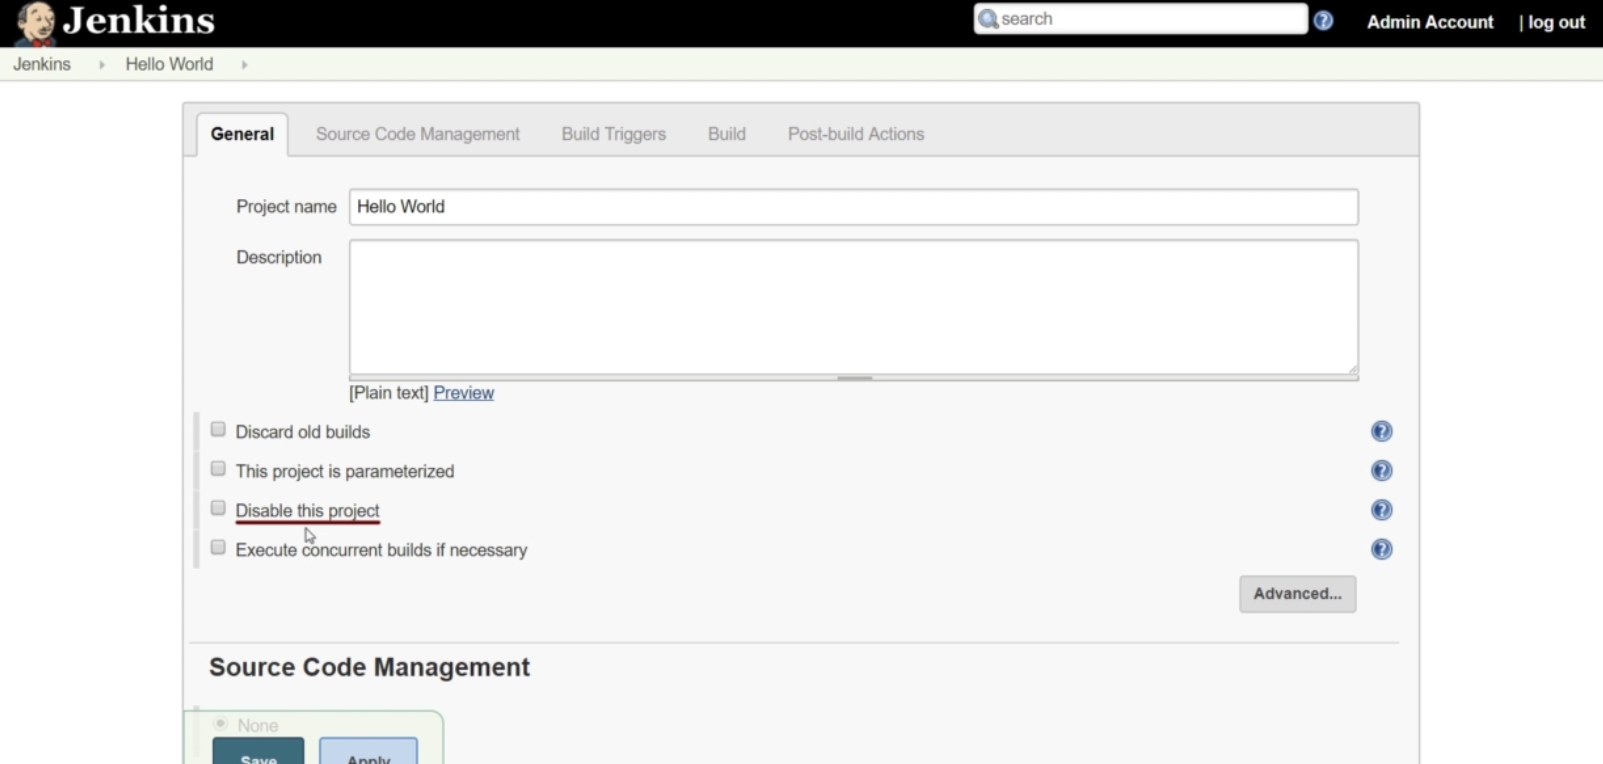 Jenkins
search
Admin Account | log out
Jenkins Hello World
General Source Code Management Build Triggers Build Post-build Actions
Project name Hello World
Description
[Plain text] Preview
Discard old builds
This project is parameterized
Disable this project
Execute concurrent builds if necessary
Advanced...
Source Code Management
None
Save Apply